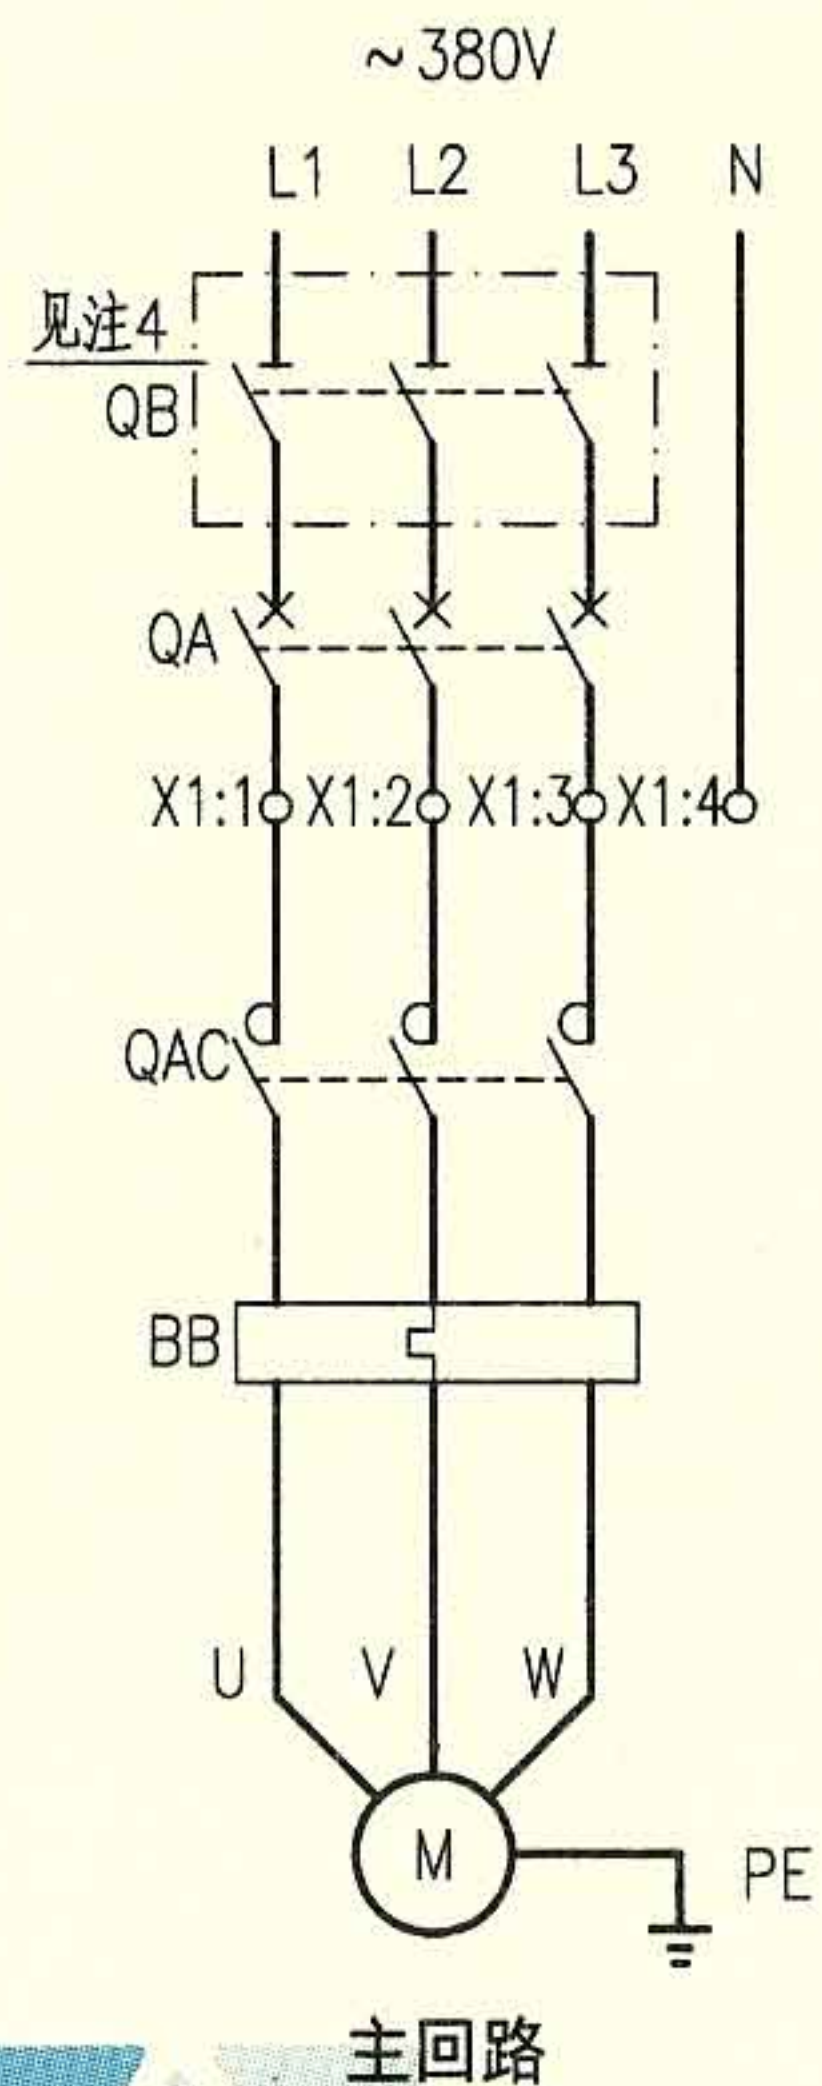 ~380V
L1 L2 L3 N
见注4
QB
QA
X1:1 X1:2 X1:3 X1:4
QAC
BB
U V W
M
PE
主回路